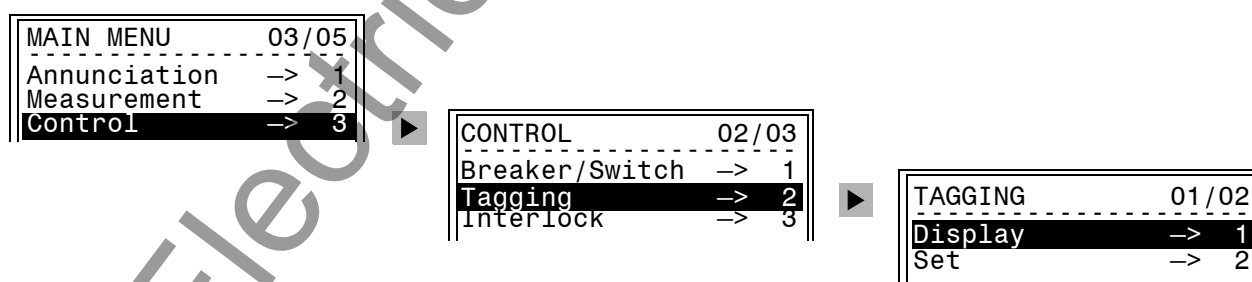 MAIN MENU 03/05
Annunciation —> 1
Measurement —> 2
Control —> 3
CONTROL 02/03
Breaker/Switch —> 1
Tagging —> 2
Interlock —> 3
TAGGING 01/02
Display —> 1
Set —> 2
Electric